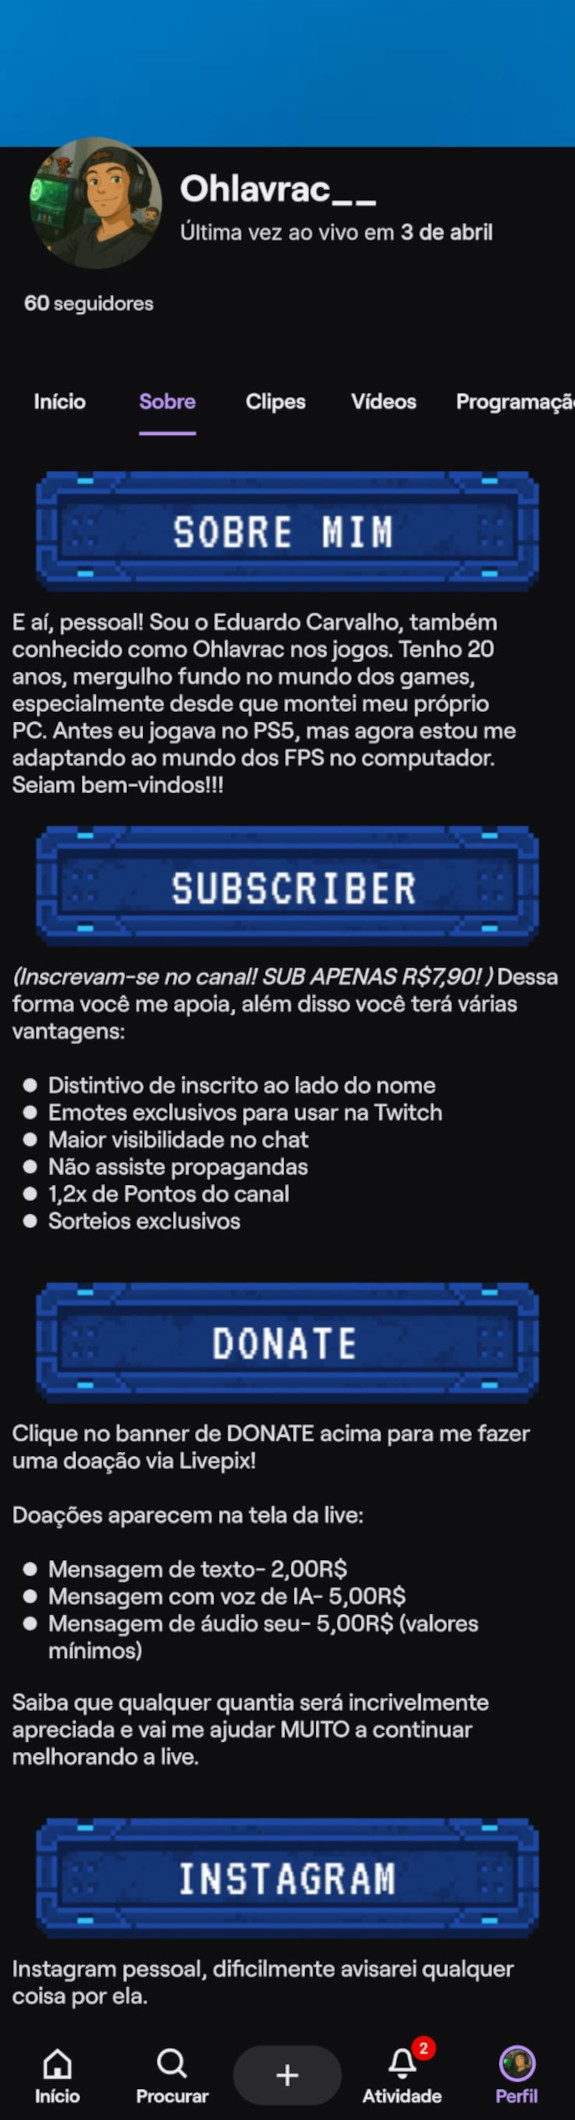 Ohlavrac__
Última vez ao vivo em 3 de abril
60 seguidores
Início Sobre Clipes Vídeos Programação
SOBRE MIM
E aí, pessoal! Sou o Eduardo Carvalho, também
conhecido como Ohlavrac nos jogos. Tenho 20
anos, mergulho fundo no mundo dos games,
especialmente desde que montei meu próprio
PC. Antes eu jogava no PS5, mas agora estou me
adaptando ao mundo dos FPS no computador.
Seiam bem-vindos!!!
SUBSCRIBER
(Inscrevam-se no canal! SUB APENAS R$7,90! ) Dessa
forma você me apoia, além disso você terá várias
vantagens:
● Distintivo de inscrito ao lado do nome
● Emotes exclusivos para usar na Twitch
● Maior visibilidade no chat
● Não assiste propagandas
● 1,2x de Pontos do canal
● Sorteios exclusivos
DONATE
Clique no banner de DONATE acima para me fazer
uma doação via Livepix!
Doações aparecem na tela da live:
● Mensagem de texto- 2,00R$
● Mensagem com voz de IA- 5,00R$
● Mensagem de áudio seu- 5,00R$ (valores
mínimos)
Saiba que qualquer quantia será incrivelmente
apreciada e vai me ajudar MUITO a continuar
melhorando a live.
INSTAGRAM
Instagram pessoal, dificilmente avisarei qualquer
coisa por ela.
2
Início Procurar Atividade Perfil